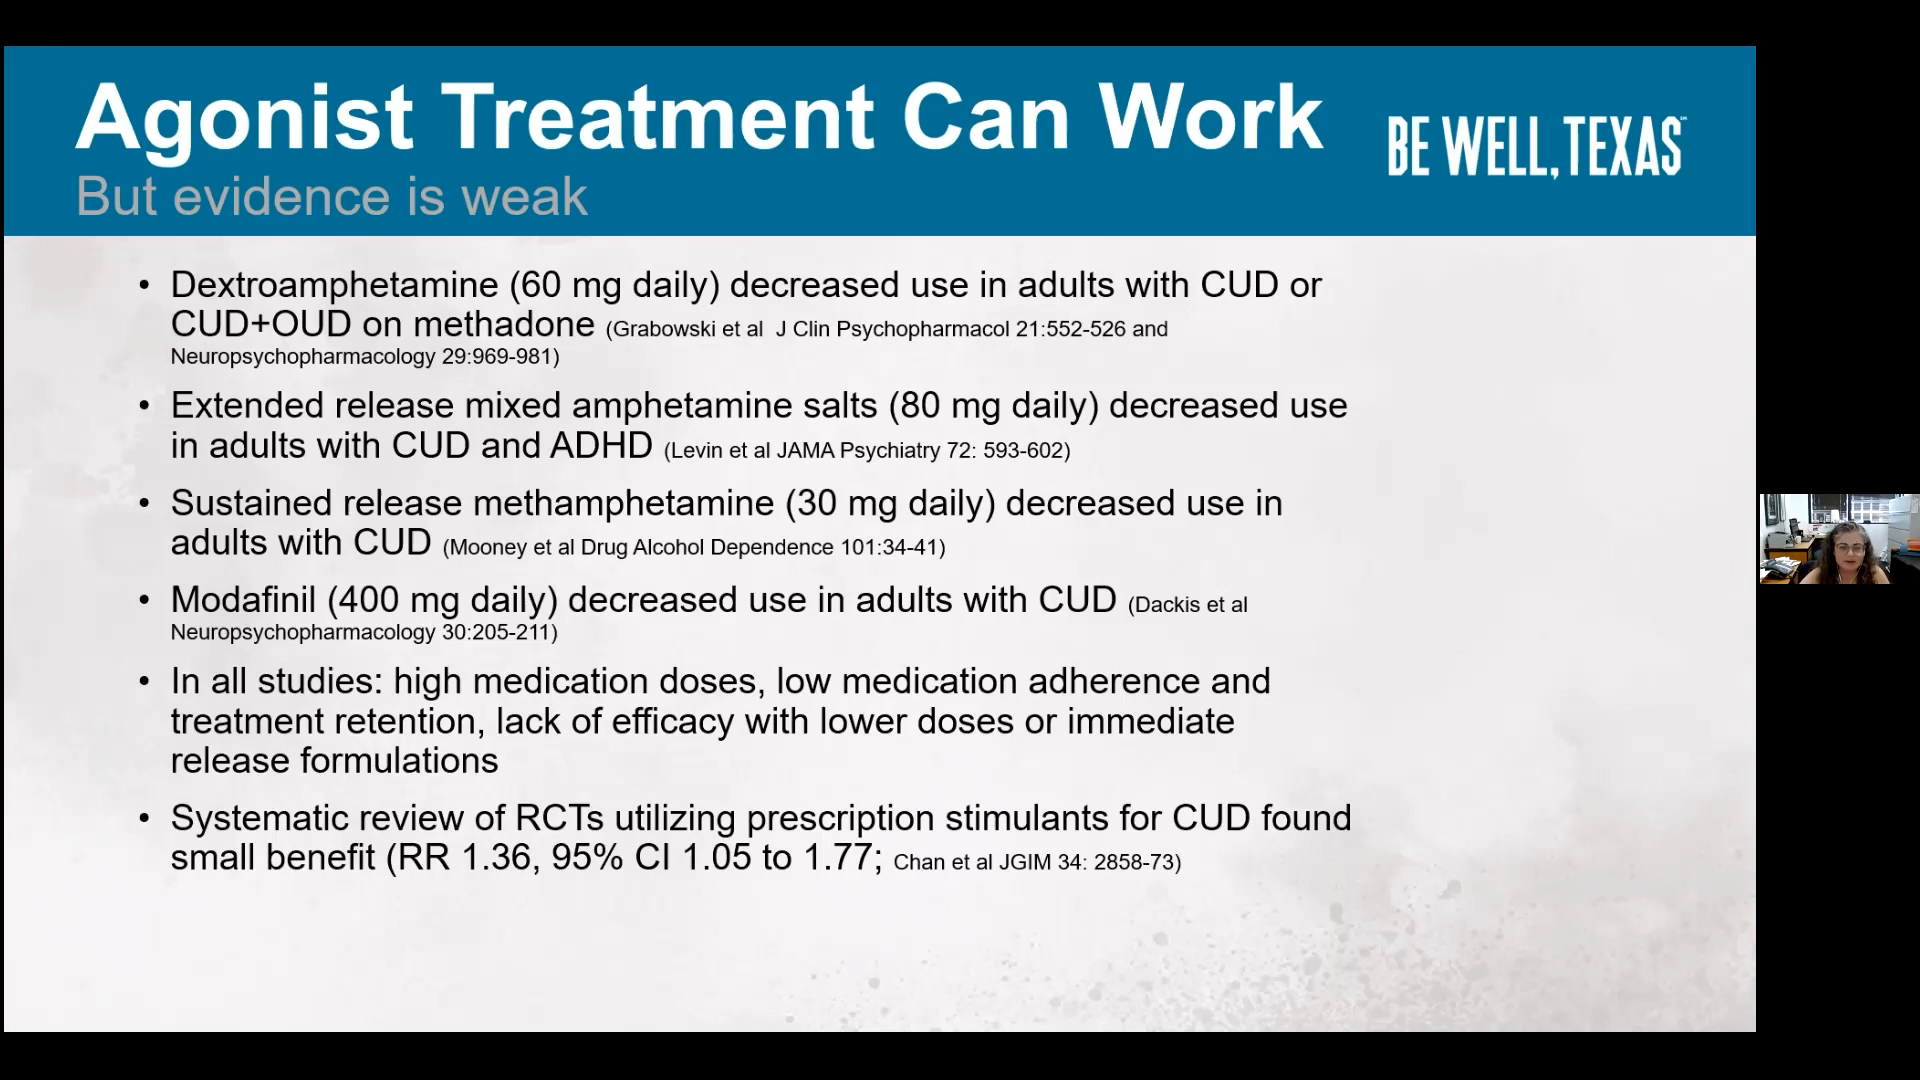 Agonist Treatment Can Work
But evidence is weak
BE WELL, TEXAS℠
• Dextroamphetamine (60 mg daily) decreased use in adults with CUD or
CUD+OUD on methadone (Grabowski et al J Clin Psychopharmacol 21:552-526 and
Neuropsychopharmacology 29:969-981)
• Extended release mixed amphetamine salts (80 mg daily) decreased use
in adults with CUD and ADHD (Levin et al JAMA Psychiatry 72: 593-602)
• Sustained release methamphetamine (30 mg daily) decreased use in
adults with CUD (Mooney et al Drug Alcohol Dependence 101:34-41)
• Modafinil (400 mg daily) decreased use in adults with CUD (Dackis et al
Neuropsychopharmacology 30:205-211)
• In all studies: high medication doses, low medication adherence and
treatment retention, lack of efficacy with lower doses or immediate
release formulations
• Systematic review of RCTs utilizing prescription stimulants for CUD found
small benefit (RR 1.36, 95% CI 1.05 to 1.77; Chan et al JGIM 34: 2858-73)